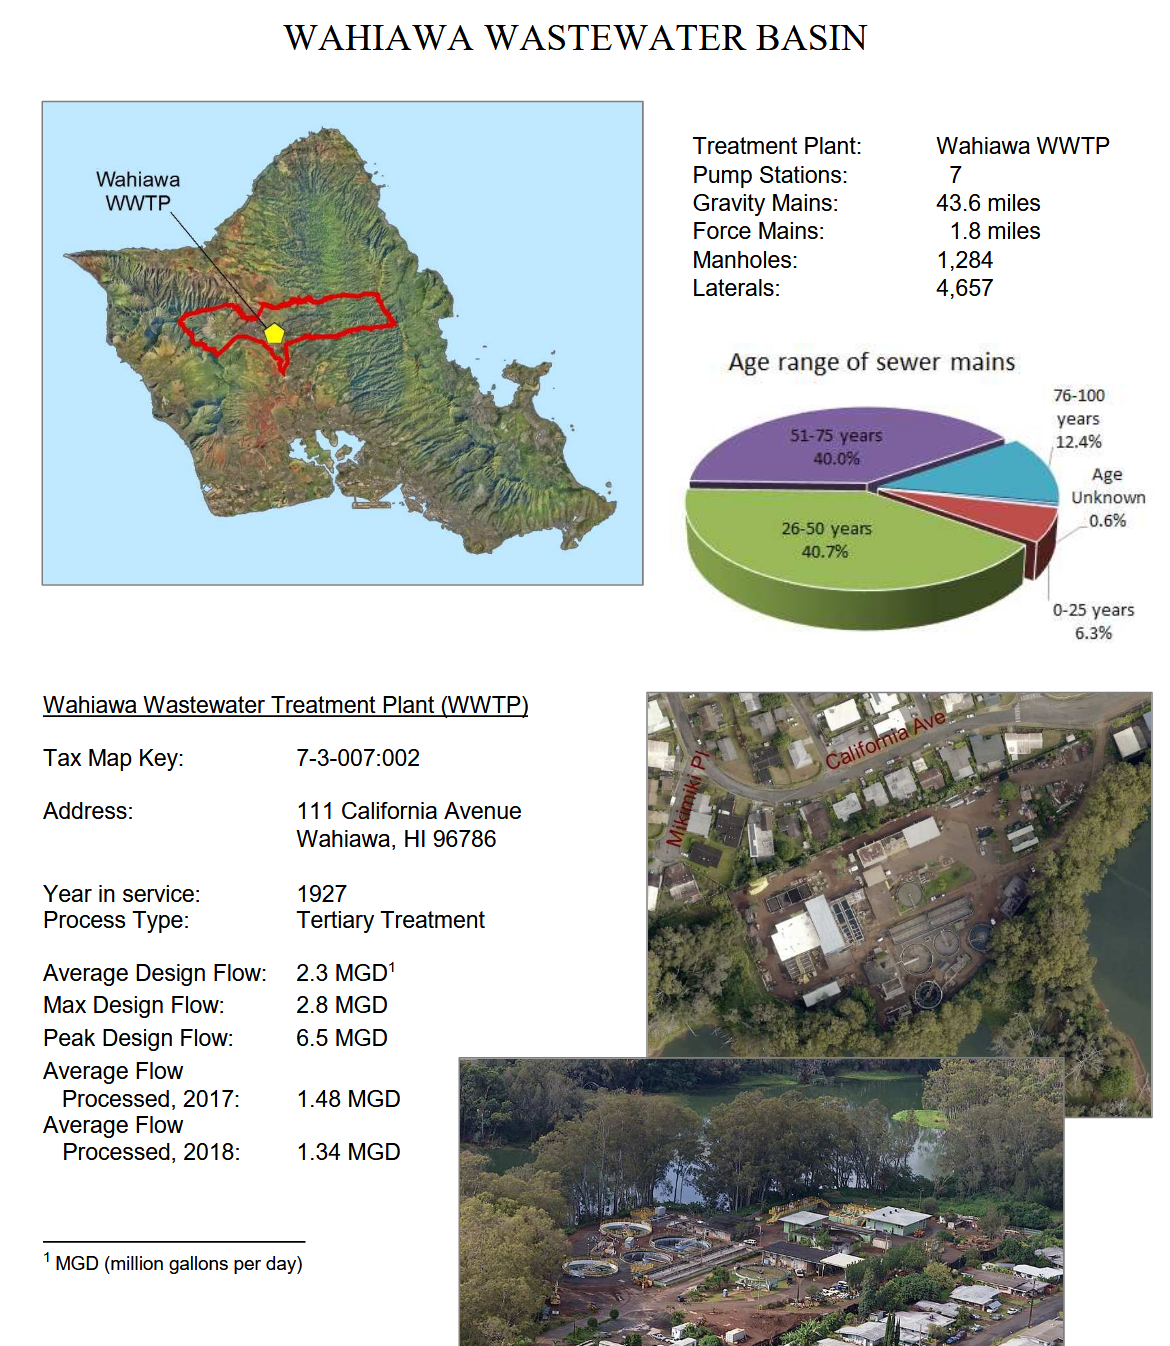 WAHIAWA WASTEWATER BASIN
Wahiawa
WWTP
Treatment Plant: Wahiawa WWTP
Pump Stations: 7
Gravity Mains: 43.6 miles
Force Mains: 1.8 miles
Manholes: 1,284
Laterals: 4,657
Age range of sewer mains
76-100
years
12.4%
51-75 years
40.0%
Age
Unknown
0.6%
26-50 years
40.7%
0-25 years
6.3%
Wahiawa Wastewater Treatment Plant (WWTP)
Tax Map Key: 7-3-007:002
Address: 111 California Avenue
Wahiawa, HI 96786
Year in service: 1927
Process Type: Tertiary Treatment
Average Design Flow: 2.3 MGD¹
Max Design Flow: 2.8 MGD
Peak Design Flow: 6.5 MGD
Average Flow
Processed, 2017: 1.48 MGD
Average Flow
Processed, 2018: 1.34 MGD
California Ave
Mikimiki Pl
¹ MGD (million gallons per day)